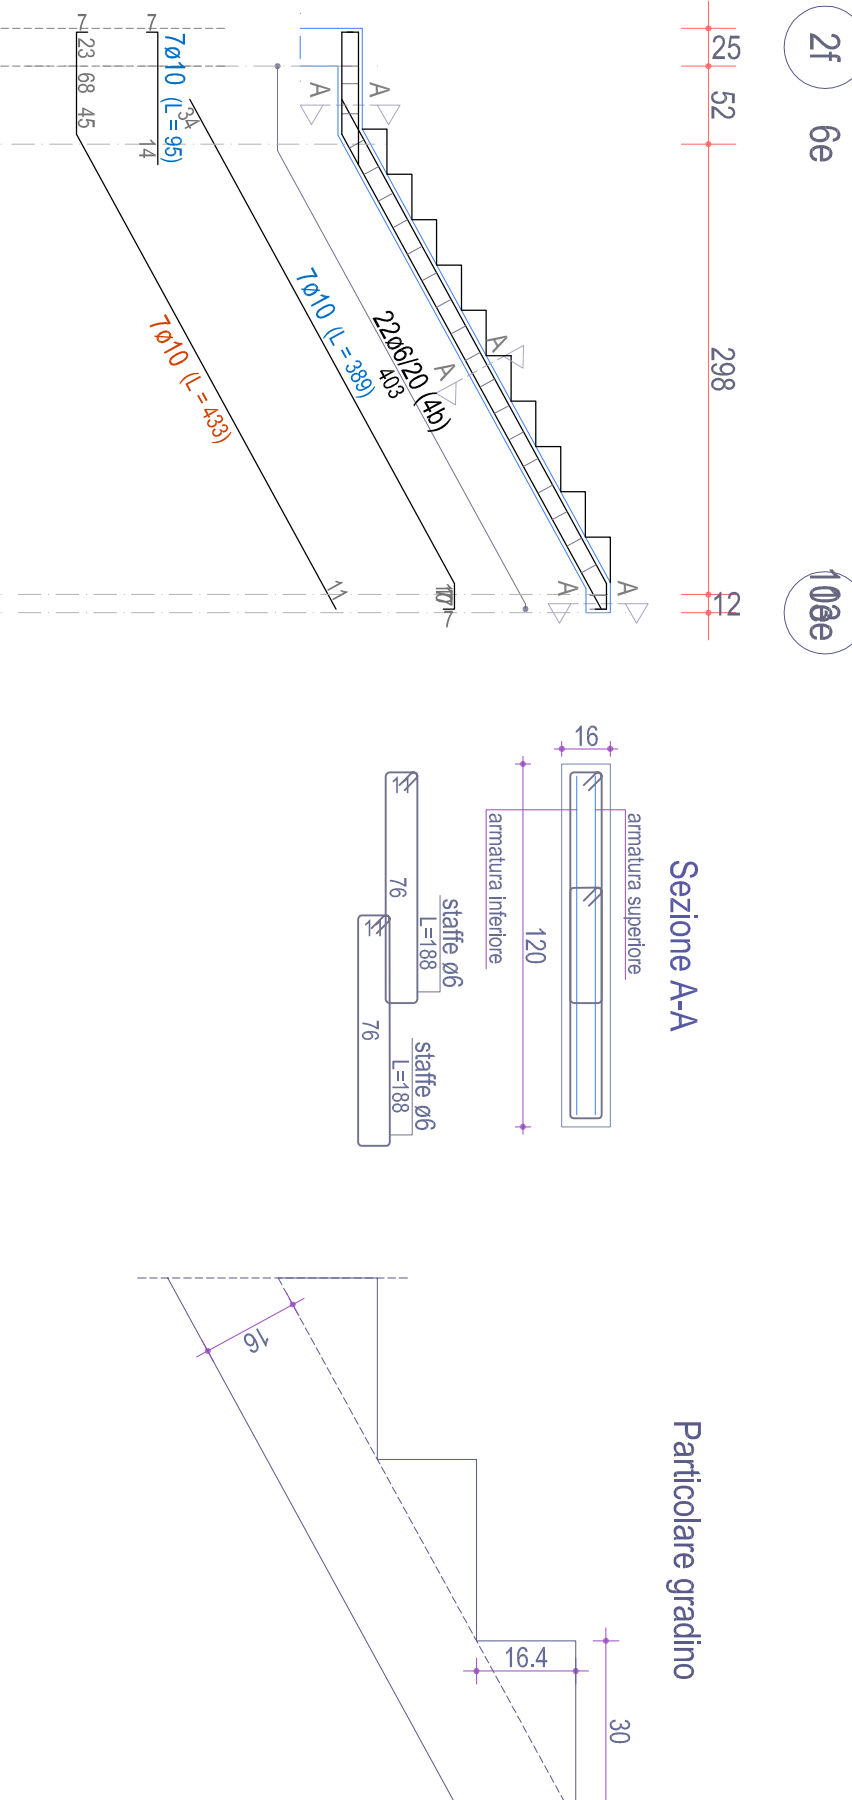 2f
6e
25
52
298
12
7
23
68
45
7
7ø10 (L = 95)
14
34
A
A
7ø10 (L = 433)
7ø10 (L = 389)
22ø6/20 (4b)
403
A
A
11
7
A
A
Sezione A-A
16
120
armatura superiore
armatura inferiore
11
76
staffe ø6
L=188
11
76
staffe ø6
L=188
Particolare gradino
16
16.4
30